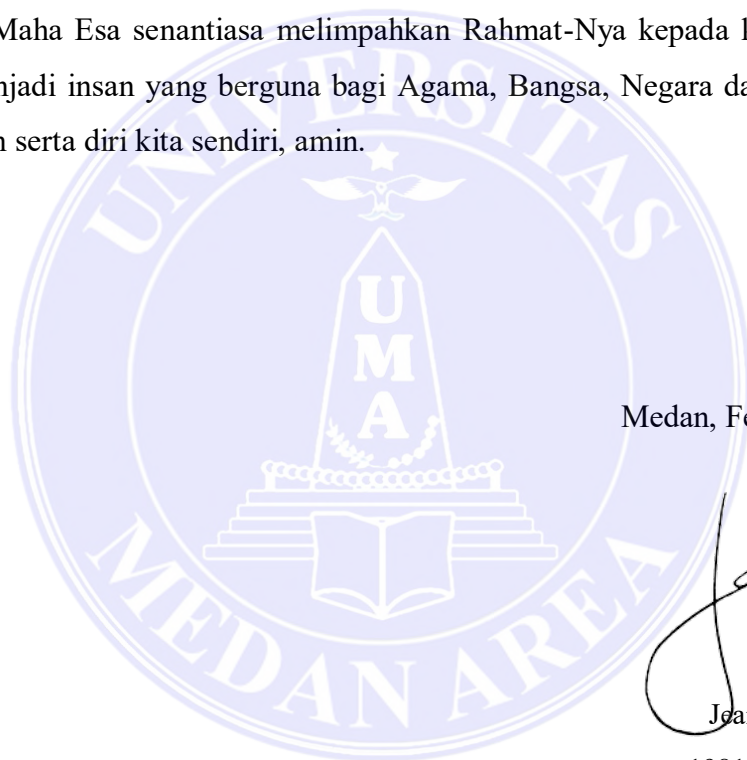 Maha Esa senantiasa melimpahkan Rahmat-Nya kepada
njadi insan yang berguna bagi Agama, Bangsa, Negara da
serta diri kita sendiri, amin.
UNIVERSITAS
UMA
Medan, Fe
MEDAN AREA
Jean